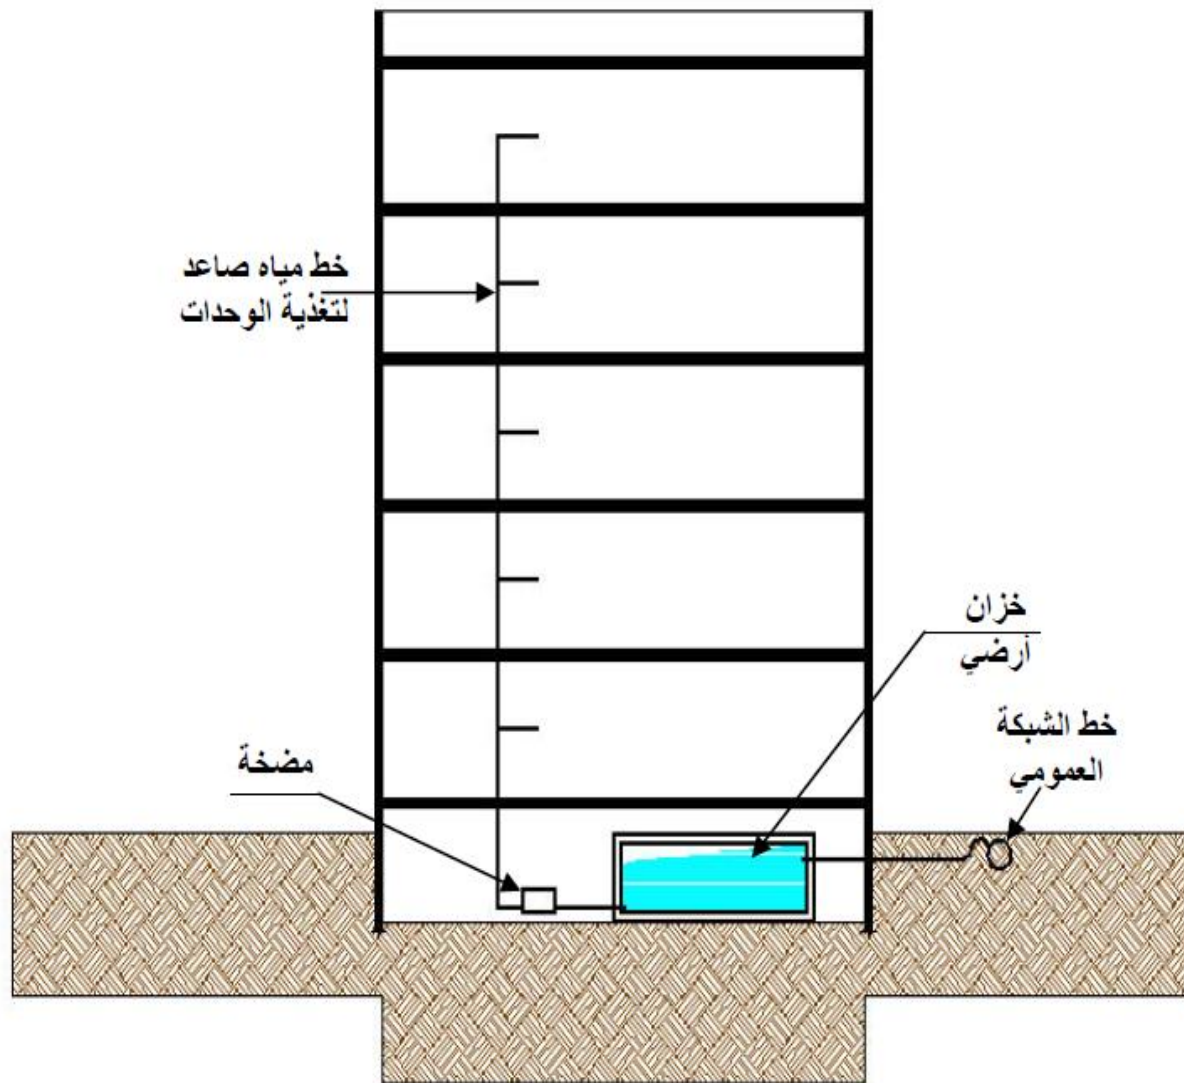 خط مياه صاعد
لتغذية الوحدات
خزان
أرضي
خط الشبكة
العمومي
مضخة